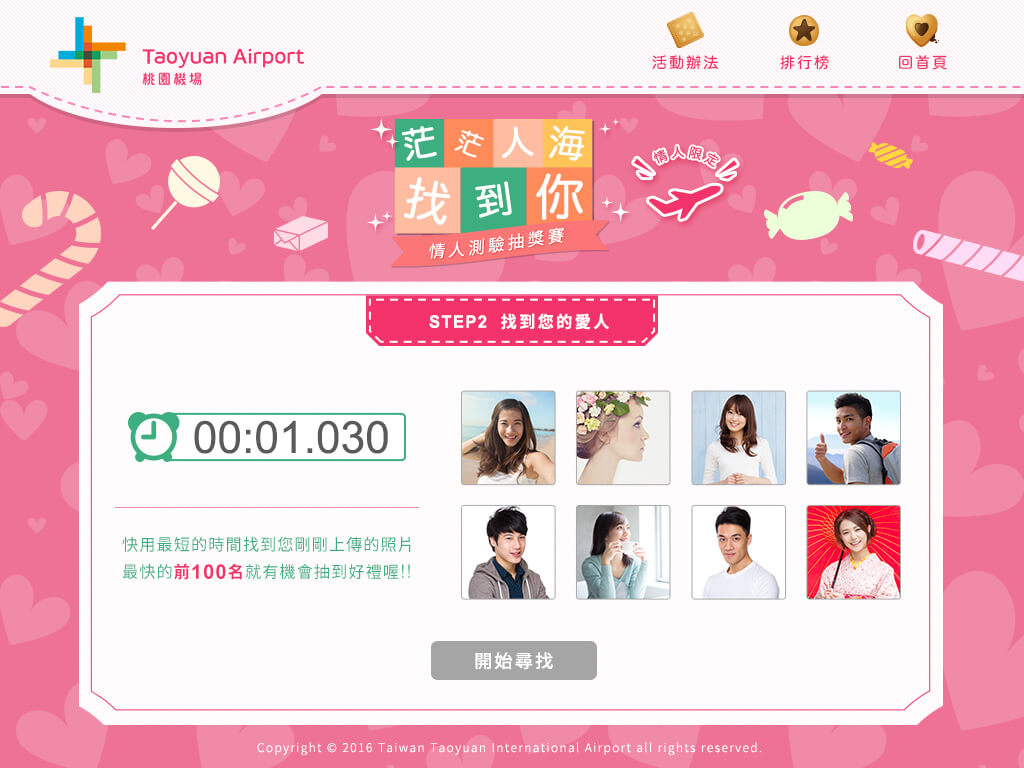 Taoyuan Airport
桃園機場
活動辦法
排行榜
回首頁
茫茫人海
找到你
情人測驗抽獎賽
情人限定
STEP2 找到您的愛人
00:01.030
快用最短的時間找到您剛剛上傳的照片
最快的前100名就有機會抽到好禮喔!!
開始尋找
Copyright © 2016 Taiwan Taoyuan International Airport all rights reserved.